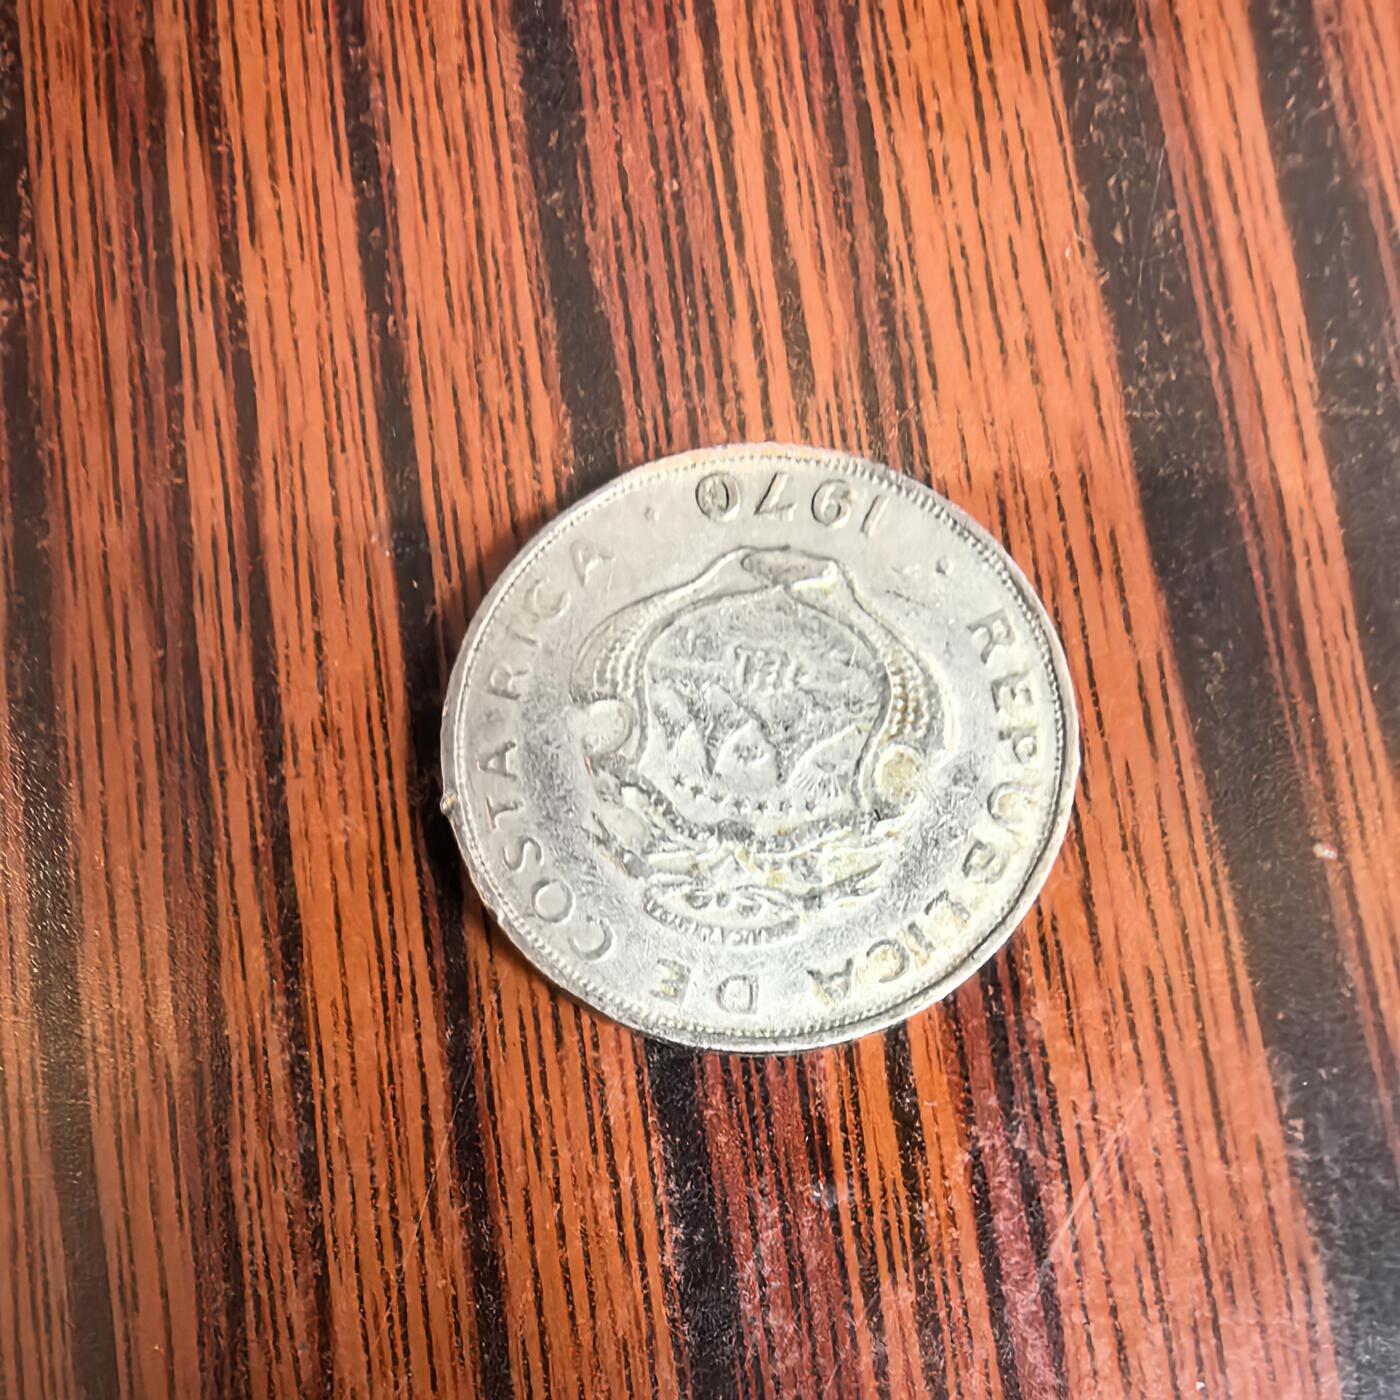 REPUBLICA DE COSTA RICA
1970